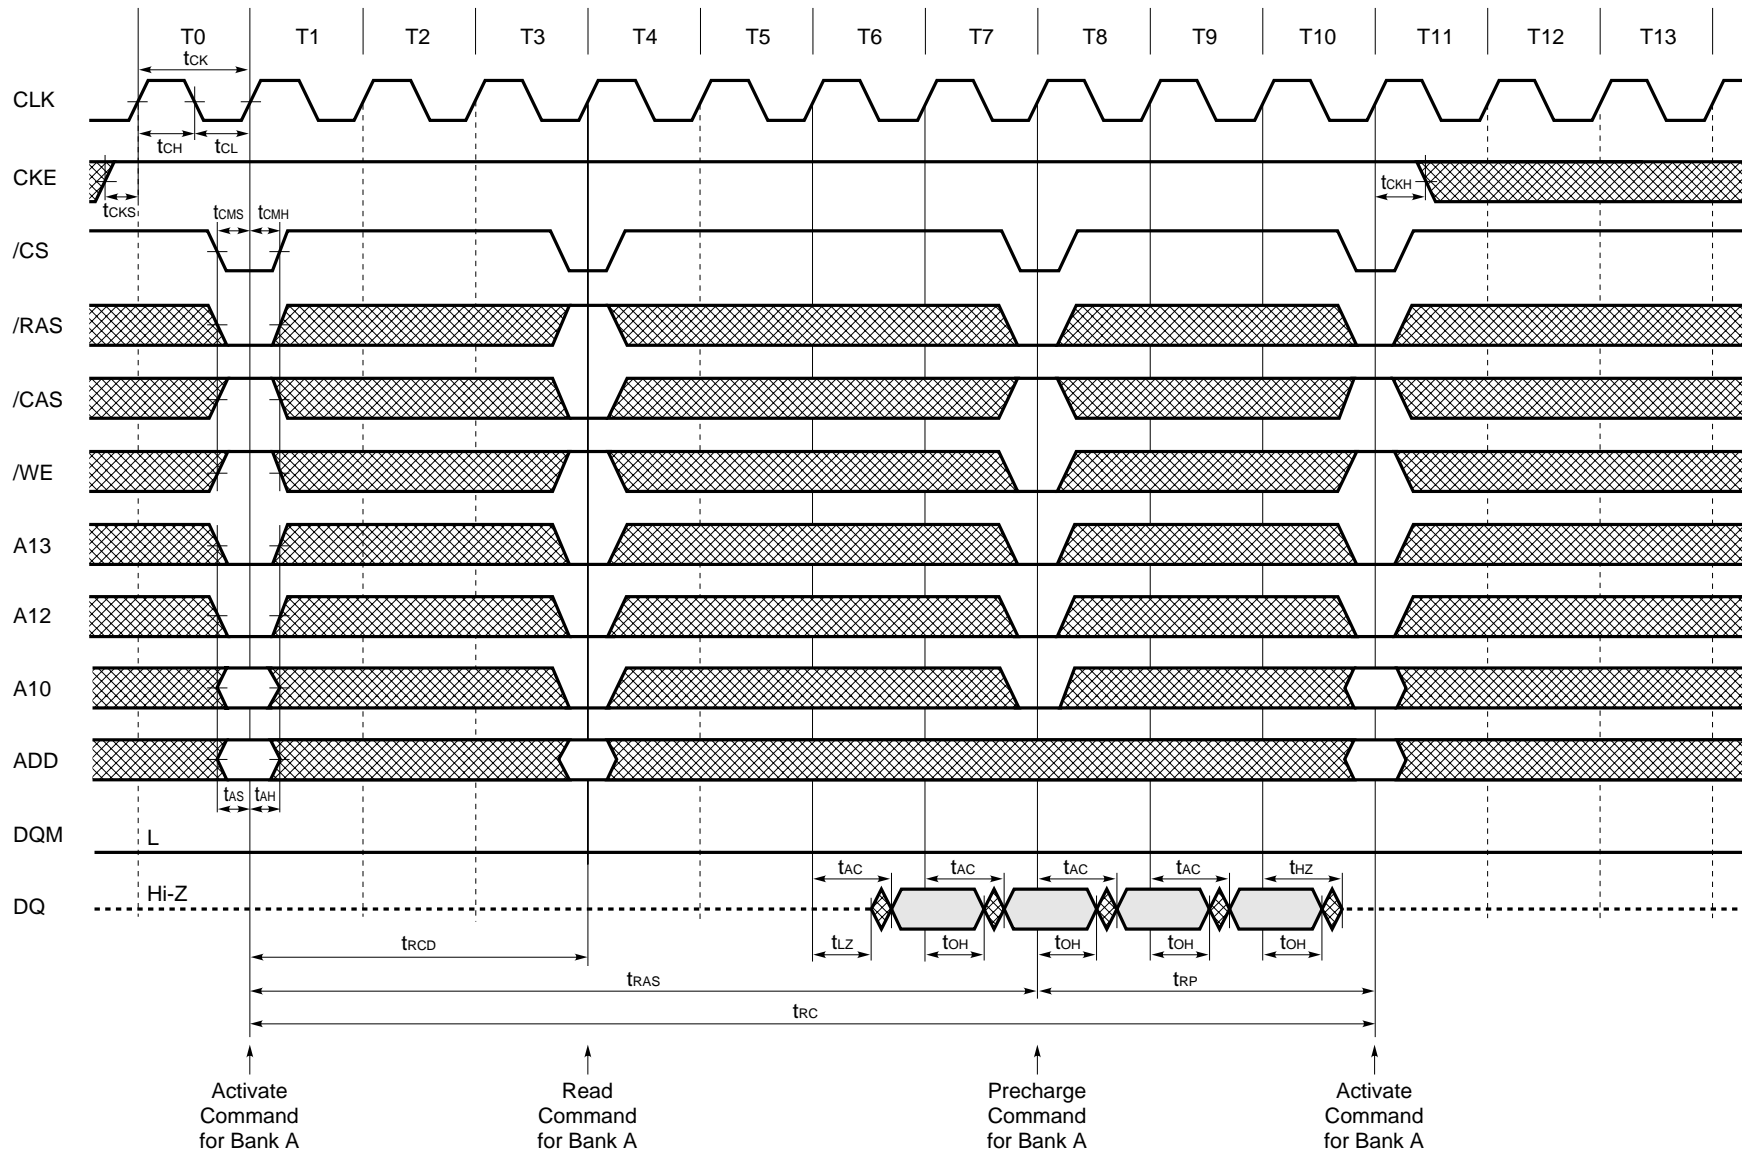 T0 T1 T2 T3 T4 T5 T6 T7 T8 T9 T10 T11 T12 T13
tCK
CLK
tCH tCL
CKE
tCKS
tCKH
tCMS tCMH
/CS
/RAS
/CAS
/WE
A13
A12
A10
ADD
tAS tAH
DQM
L
tAC tAC tAC tAC tHZ
Hi-Z
DQ
tLZ tOH tOH tOH tOH
tRCD
tRAS tRP
tRC
Activate
Command
for Bank A
Read
Command
for Bank A
Precharge
Command
for Bank A
Activate
Command
for Bank A